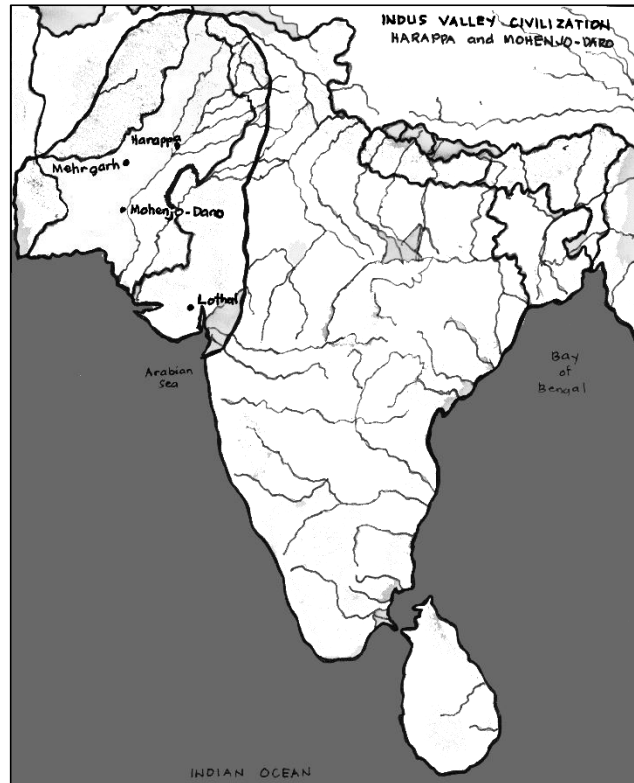 INDUS VALLEY CIVILIZATION
HARAPPA and MOHENJO-DARO
Harappa
Mehrgarh
Mohenjo-Daro
Lothal
Arabian
Sea
Bay
of
Bengal
INDIAN OCEAN